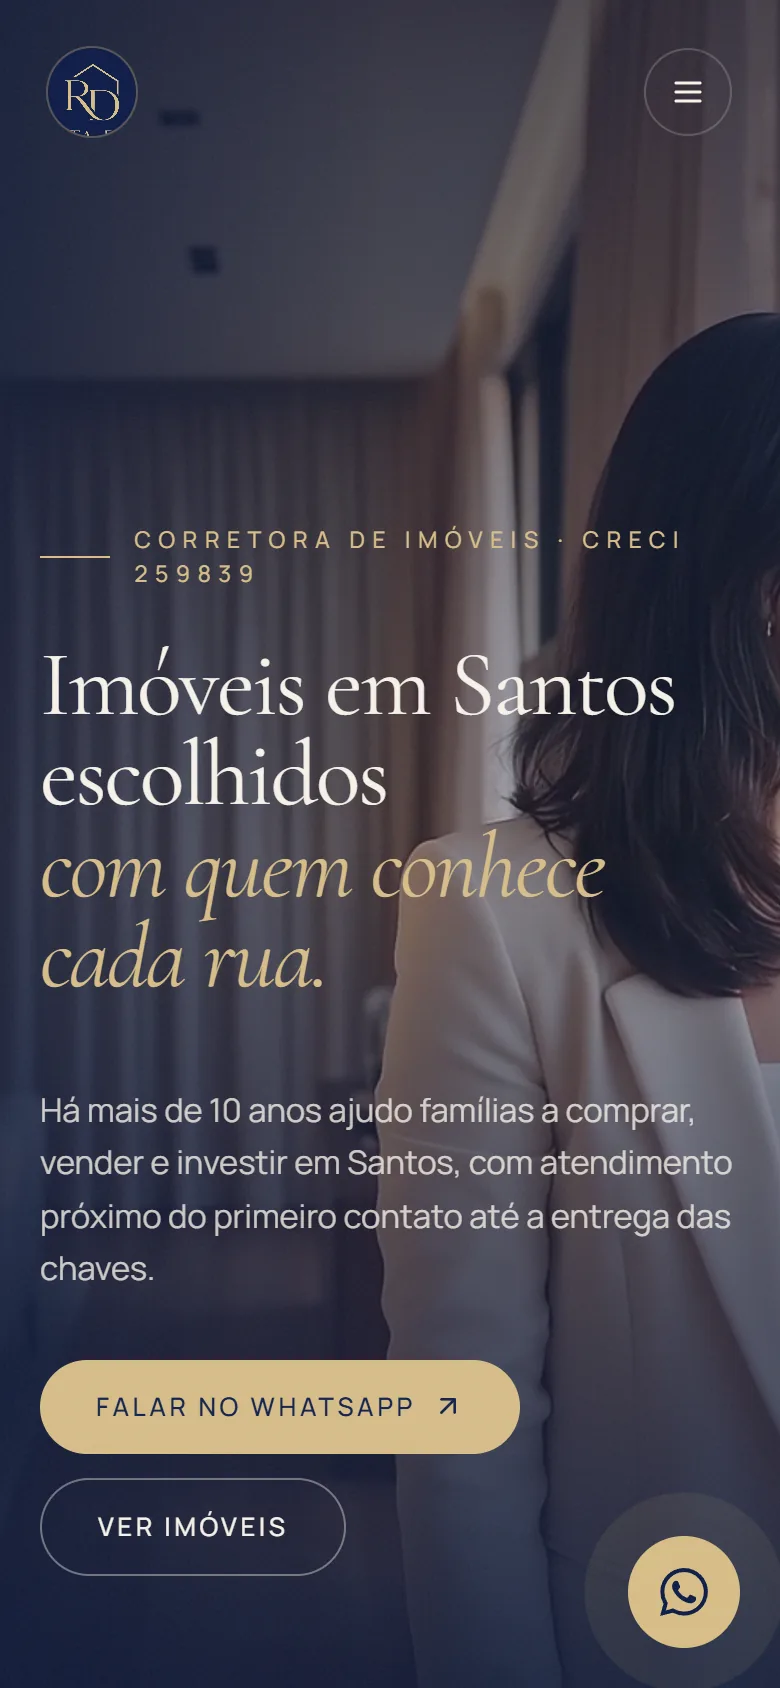 RD
CORRETORA DE IMÓVEIS · CRECI
259839
Imóveis em Santos
escolhidos
com quem conhece
cada rua.
Há mais de 10 anos ajudo famílias a comprar,
vender e investir em Santos, com atendimento
próximo do primeiro contato até a entrega das
chaves.
FALAR NO WHATSAPP
VER IMÓVEIS